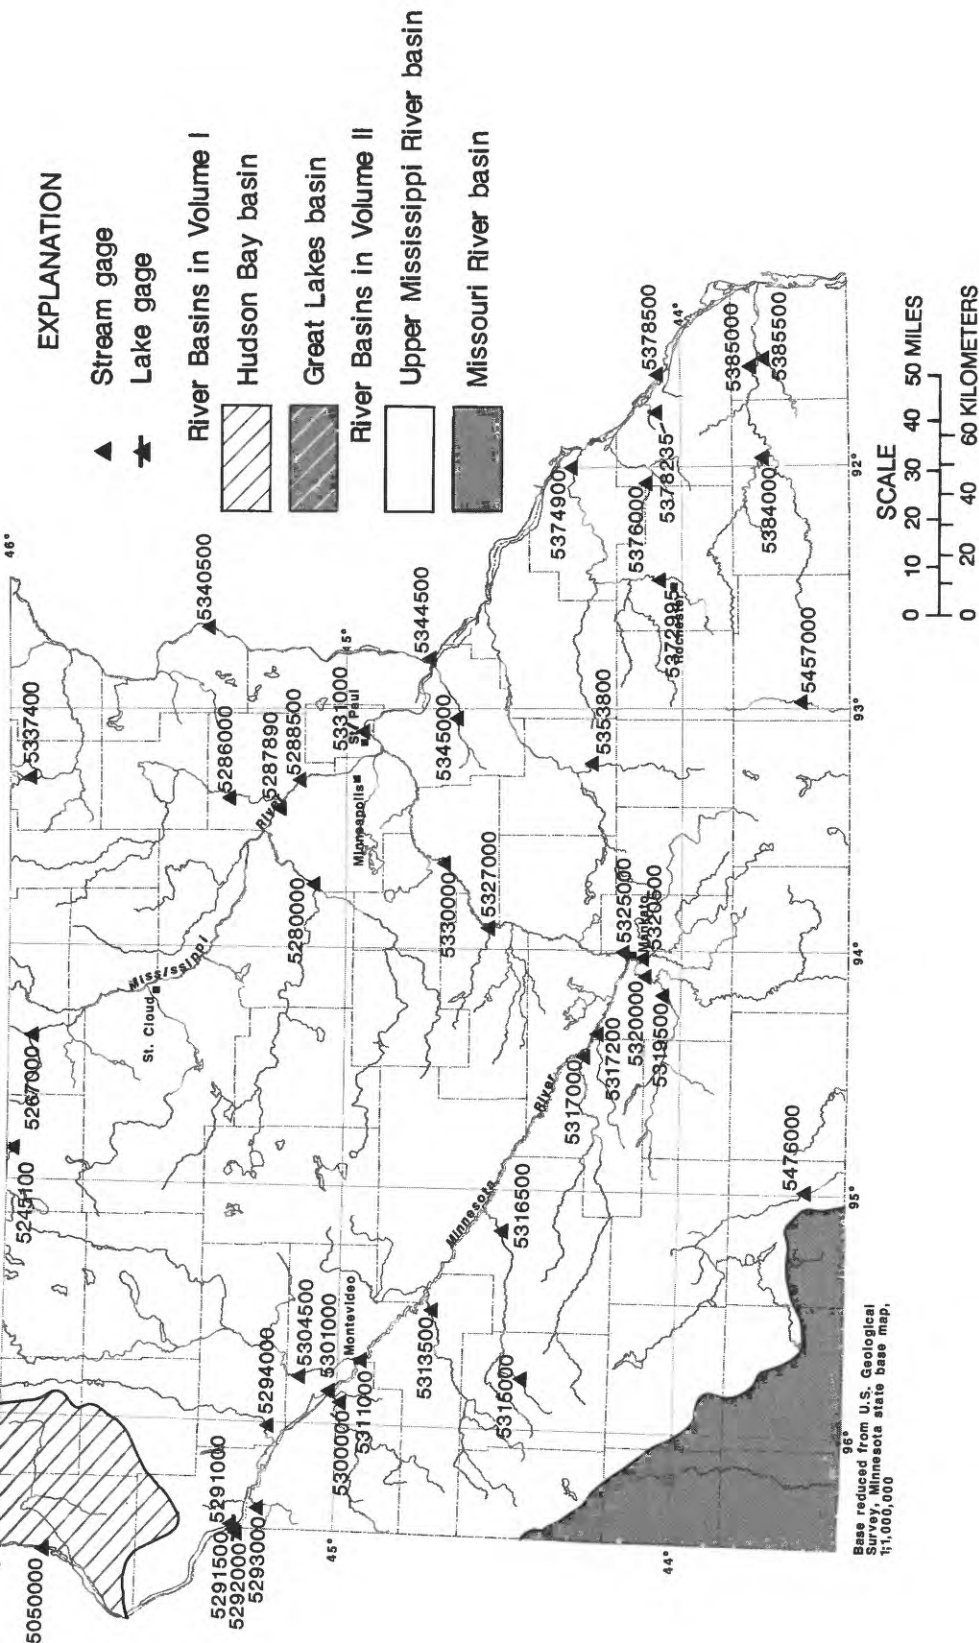 EXPLANATION
Stream gage
Lake gage
River Basins in Volume I
Hudson Bay basin
Great Lakes basin
River Basins in Volume II
Upper Mississippi River basin
Missouri River basin
46°
5050000
5245100
5267000
5337400
5340500
5286000
5287890
5288500
5331000
St. Paul
45°
5344500
5345000
Mississippi
River
St. Cloud
Minneapolis
5280000
5330000
5327000
5291500
5291000
5292000
5293000
5294000
5304500
5301000
Montevideo
5300000
5311000
45°
5313500
5315000
5316500
Minnesota
River
5317000
5317200
5320000
5319500
5325000
Mankato
5320500
94°
5353800
93°
5457000
5372995
Rochester
5374900
5376000
5378235
5378500
44°
5385000
5385500
5384000
92°
5476000
95°
96°
44°
SCALE
0 10 20 30 40 50 MILES
0 20 40 60 KILOMETERS
Base reduced from U.S. Geological
Survey, Minnesota state base map,
1;1,000,000